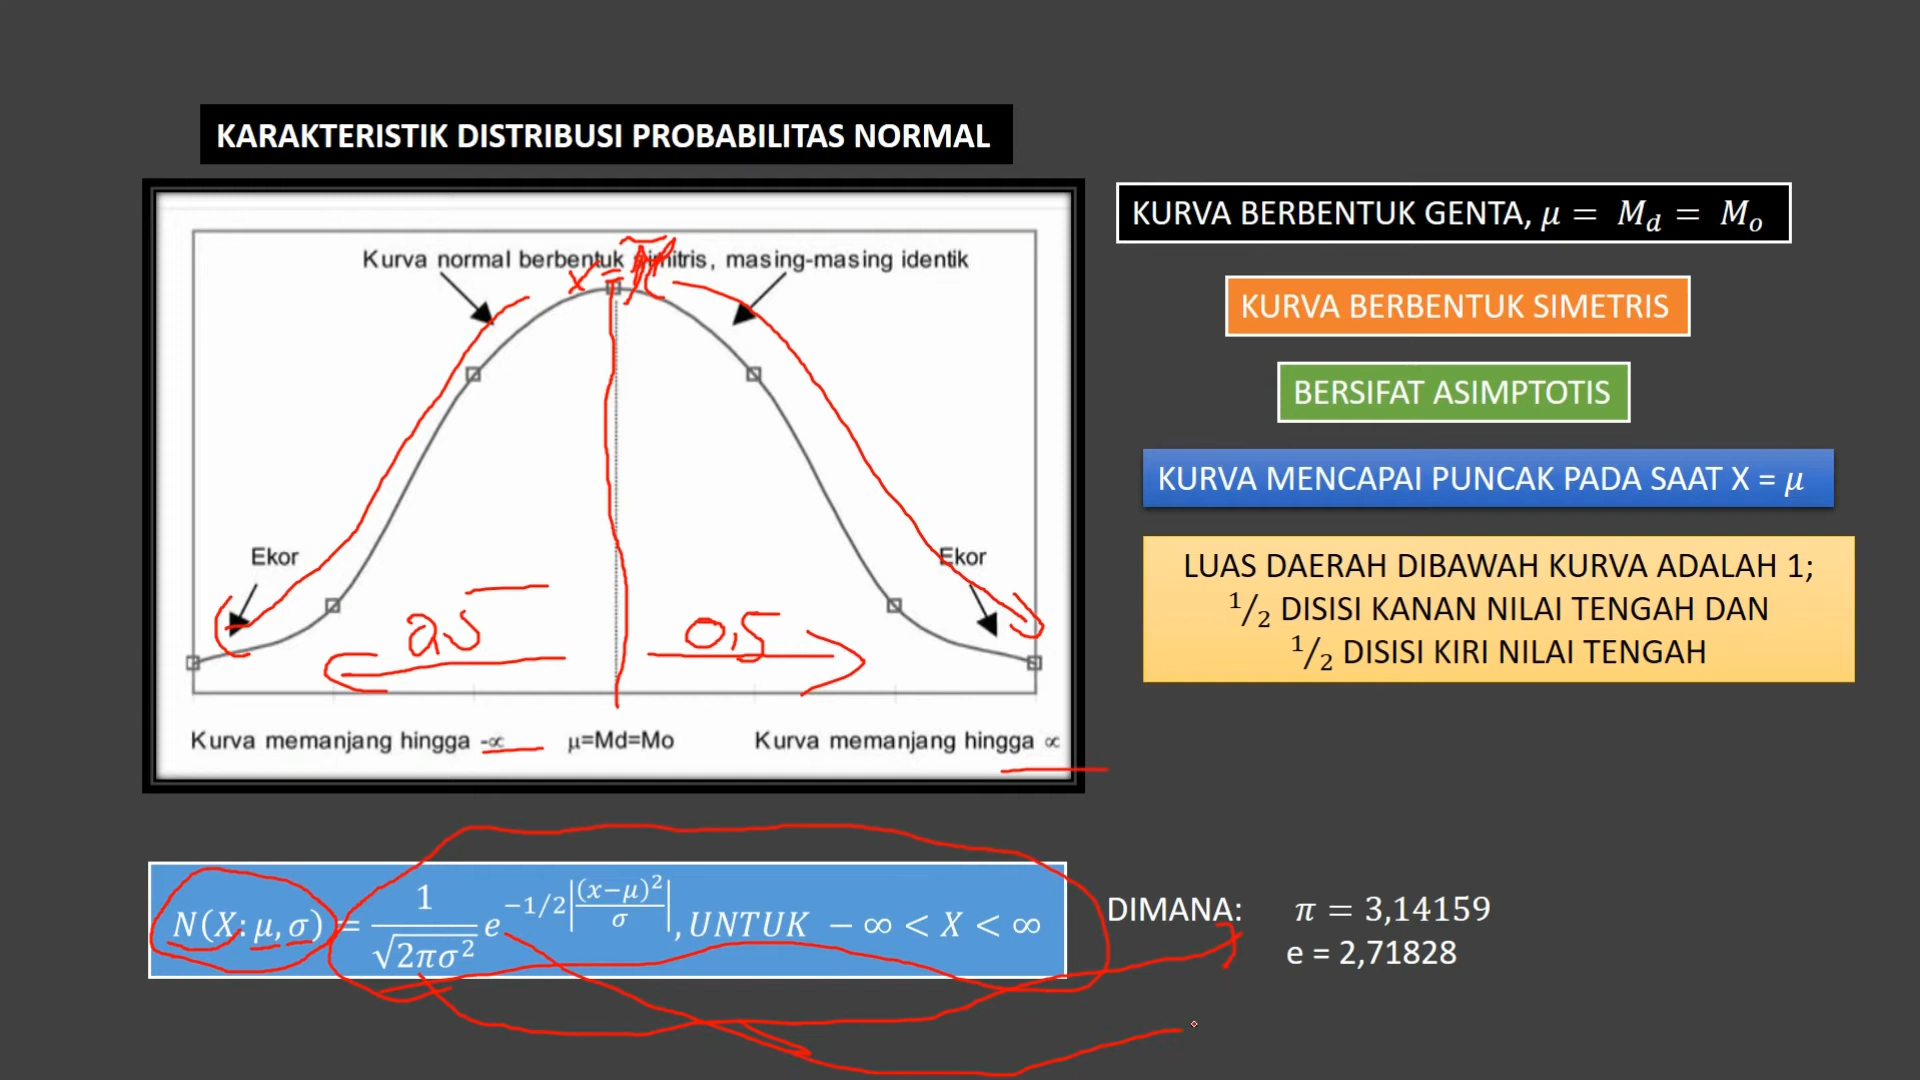 KARAKTERISTIK DISTRIBUSI PROBABILITAS NORMAL
Kurva normal berbentuk simitris, masing-masing identik
x =
Ekor
Ekor
0,5
0,5
Kurva memanjang hingga -∝
μ=Md=Mo
Kurva memanjang hingga ∝
KURVA BERBENTUK GENTA, μ = M_d = M_o
KURVA BERBENTUK SIMETRIS
BERSIFAT ASIMPTOTIS
KURVA MENCAPAI PUNCAK PADA SAAT X = μ
LUAS DAERAH DIBAWAH KURVA ADALAH 1;
1/2 DISISI KANAN NILAI TENGAH DAN
1/2 DISISI KIRI NILAI TENGAH
N(X; μ, σ) = 1/√(2πσ²) e^(−1/2|(x−μ)²/σ|), UNTUK − ∞ < X < ∞
DIMANA: π = 3,14159
e = 2,71828